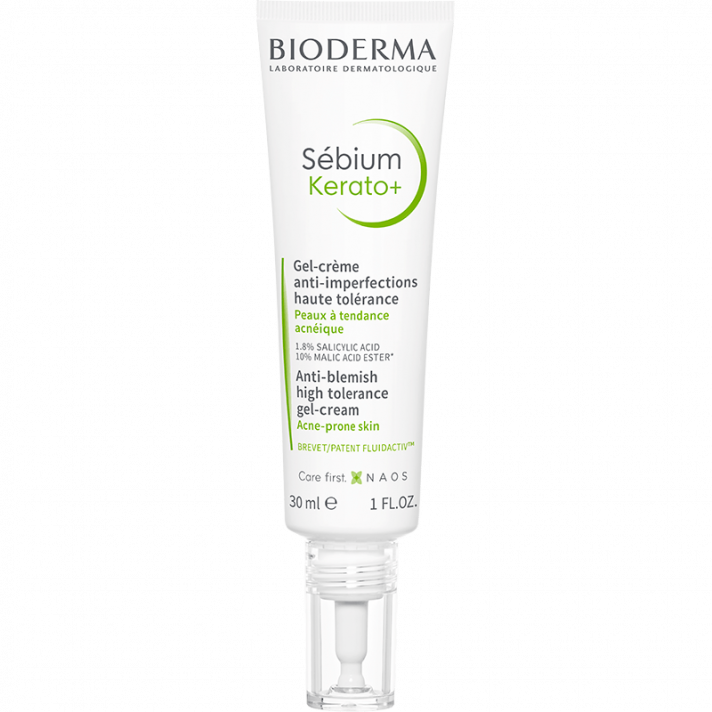 BIODERMA
LABORATOIRE DERMATOLOGIQUE
Sébium
Kerato+
Gel-crème
anti-imperfections
haute tolérance
Peaux à tendance
acnéique
1.8% SALICYLIC ACID
10% MALIC ACID ESTER*
Anti-blemish
high tolerance
gel-cream
Acne-prone skin
BREVET/PATENT FLUIDACTIV™
Care first. NAOS
30 ml ℮ 1 FL.OZ.